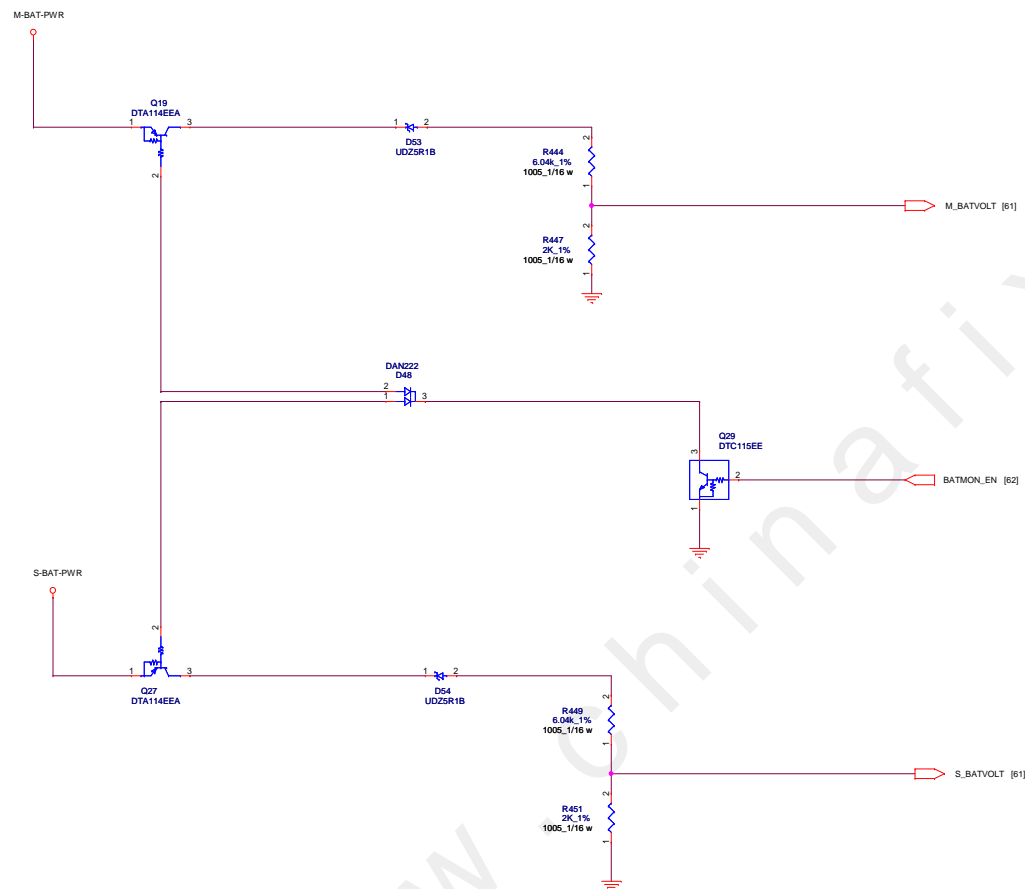 M-BAT-PWR
Q19
DTA114EEA
1
3
2
1
2
D53
UDZ5R1B
2
R444
6.04k_1%
1005_1/16 w
1
M_BATVOLT [61]
2
R447
2K_1%
1005_1/16 w
1
DAN222
D48
2
1
3
Q29
DTC115EE
3
2
BATMON_EN [62]
1
S-BAT-PWR
2
1
3
Q27
DTA114EEA
1
2
D54
UDZ5R1B
2
R449
6.04k_1%
1005_1/16 w
1
S_BATVOLT [61]
2
R451
2K_1%
1005_1/16 w
1
w . c h i n a f i